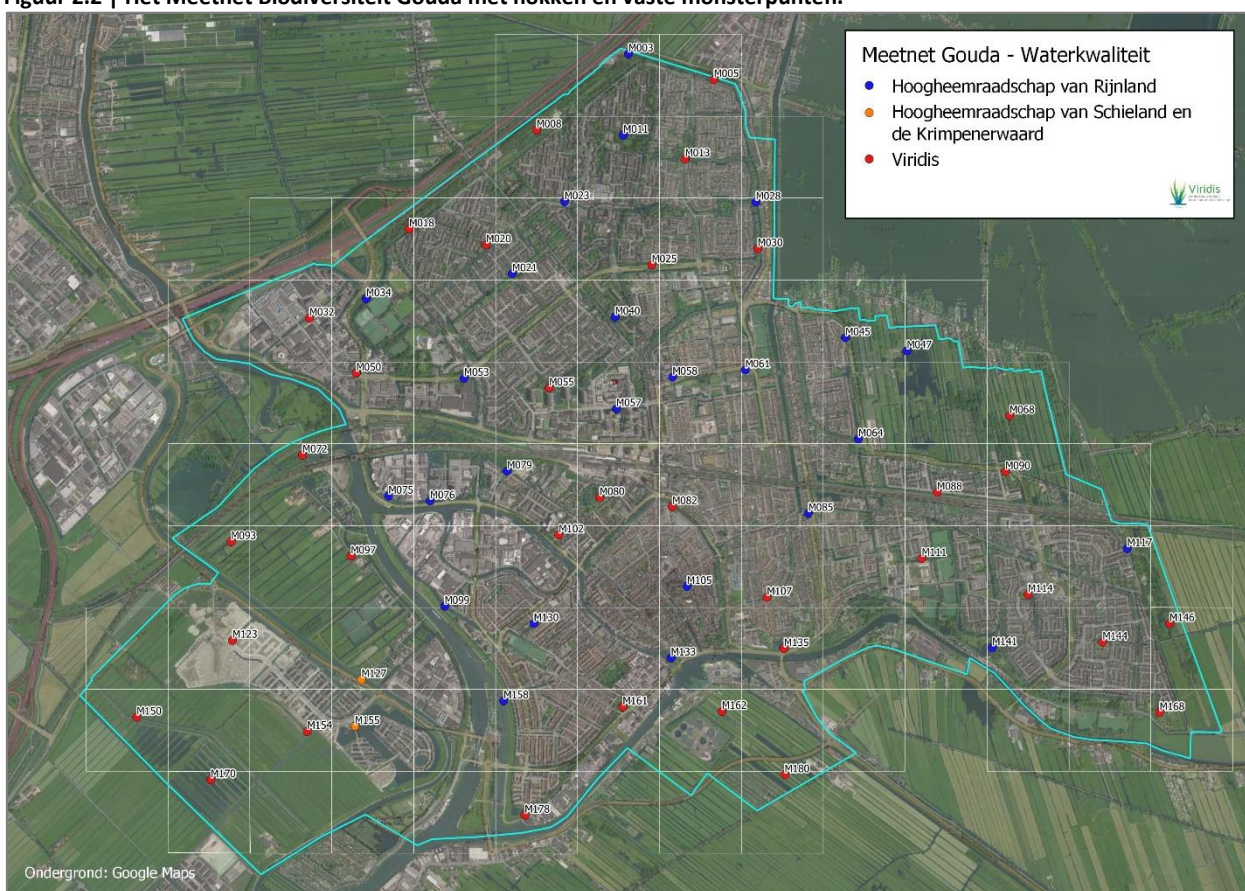 Figuur 2.2 | Het Meetnet Biodiversiteit Gouda met hokken en vaste monsterpunten.
Meetnet Gouda - Waterkwaliteit
Hoogheemraadschap van Rijnland
Hoogheemraadschap van Schieland en
de Krimpenerwaard
Viridis
Viridis
M003
M005
M008
M011
M013
M023
M028
M018
M020
M030
M025
M021
M034
M032
M040
M045
M047
M050
M053
M055
M058
M061
M057
M068
M064
M072
M079
M090
M075
M076
M080
M088
M082
M085
M102
M093
M097
M117
M111
M105
M107
M114
M099
M130
M146
M123
M135
M141
M144
M133
M127
M158
M161
M162
M168
M150
M154
M155
M170
M180
M178
Ondergrond: Google Maps